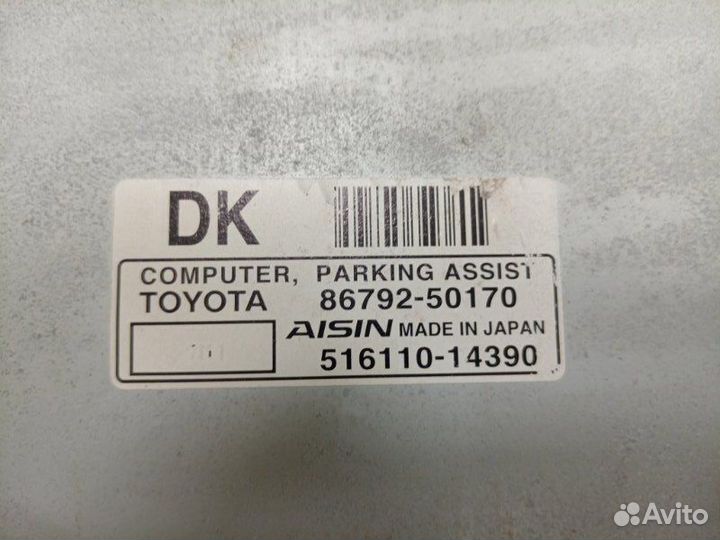 DK
COMPUTER, PARKING ASSIST
TOYOTA 86792-50170
AISIN MADE IN JAPAN
516110-14390
Avito